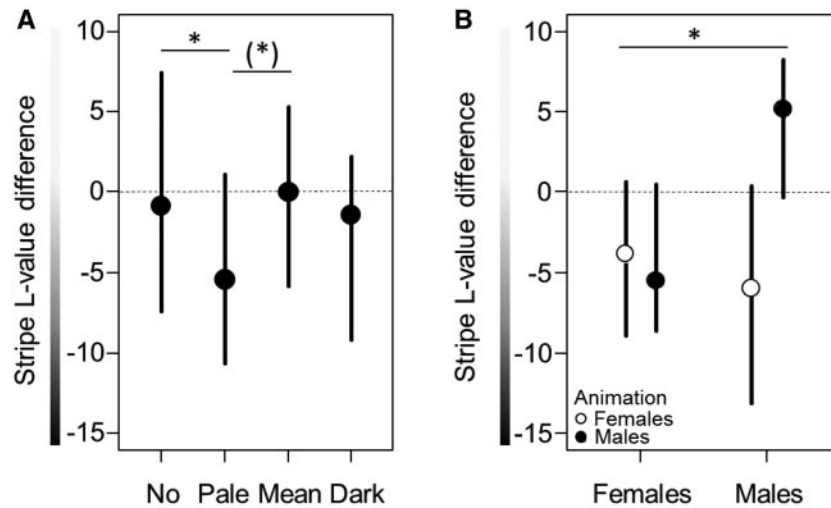 A
Stripe L-value difference
10
5
0
-5
-10
-15
*
(*)
No Pale Mean Dark
B
Stripe L-value difference
10
5
0
-5
-10
-15
*
Animation
Females
Males
Females Males